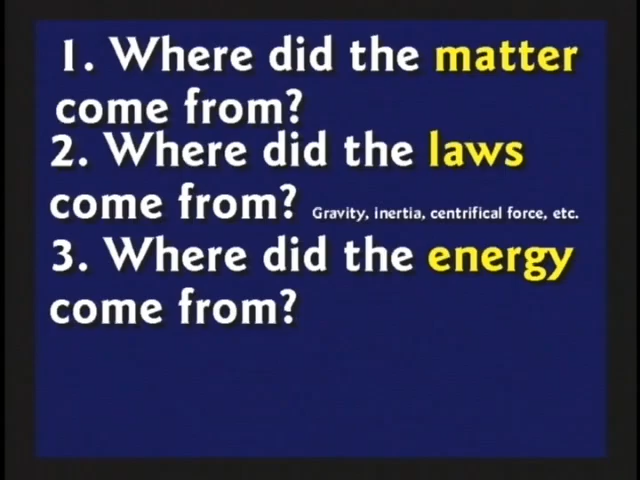 1. Where did the matter
come from?
2. Where did the laws
come from? Gravity, inertia, centrifical force, etc.
3. Where did the energy
come from?